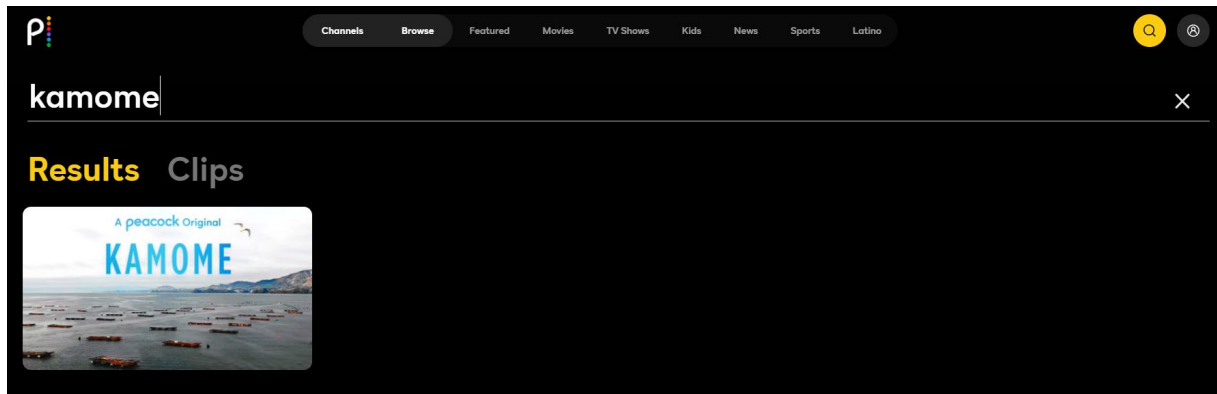 P
Channels Browse Featured Movies TV Shows Kids News Sports Latino
kamome
Results Clips
A peacock Original
KAMOME